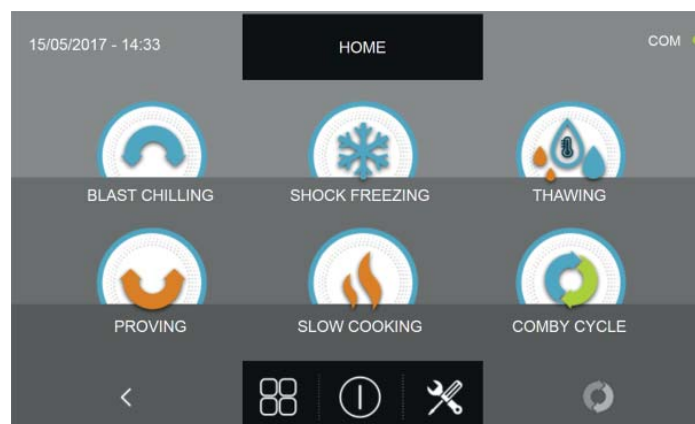 15/05/2017 - 14:33
HOME
COM
BLAST CHILLING
SHOCK FREEZING
THAWING
PROVING
SLOW COOKING
COMBY CYCLE